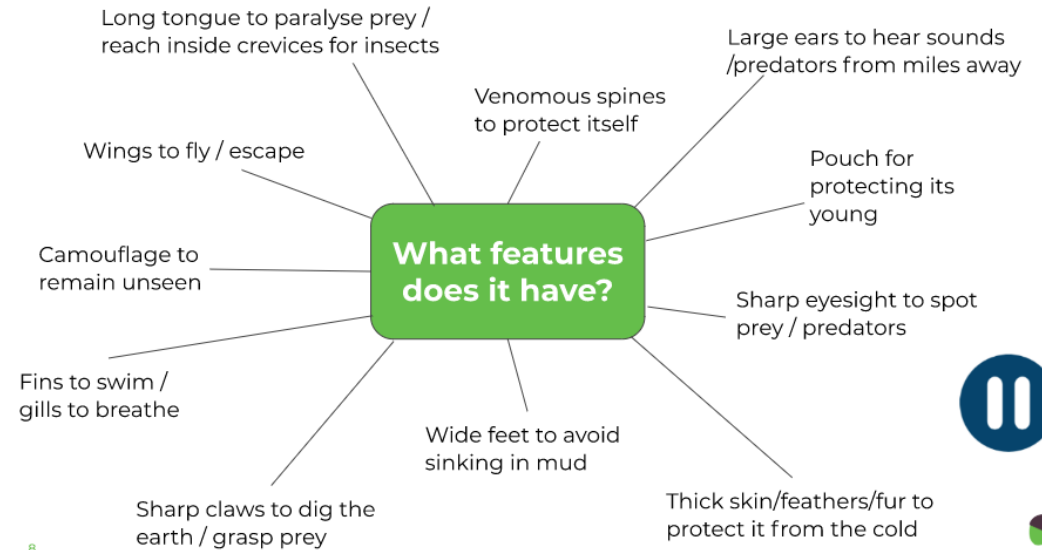 Long tongue to paralyse prey /
reach inside crevices for insects
Large ears to hear sounds
/predators from miles away
Venomous spines
to protect itself
Wings to fly / escape
Pouch for
protecting its
young
What features
does it have?
Camouflage to
remain unseen
Sharp eyesight to spot
prey / predators
Fins to swim /
gills to breathe
Wide feet to avoid
sinking in mud
Sharp claws to dig the
earth / grasp prey
Thick skin/feathers/fur to
protect it from the cold
8